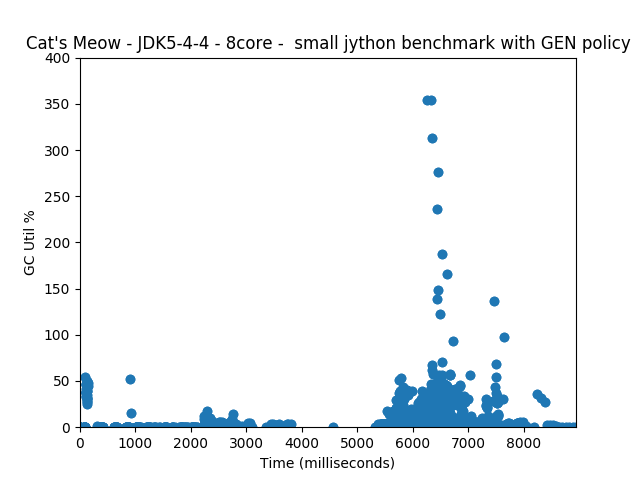 Cat's Meow - JDK5-4-4 - 8core -  small jython benchmark with GEN policy
400
350
300
250
200
150
100
50
0
GC Util %
0 1000 2000 3000 4000 5000 6000 7000 8000
Time (milliseconds)